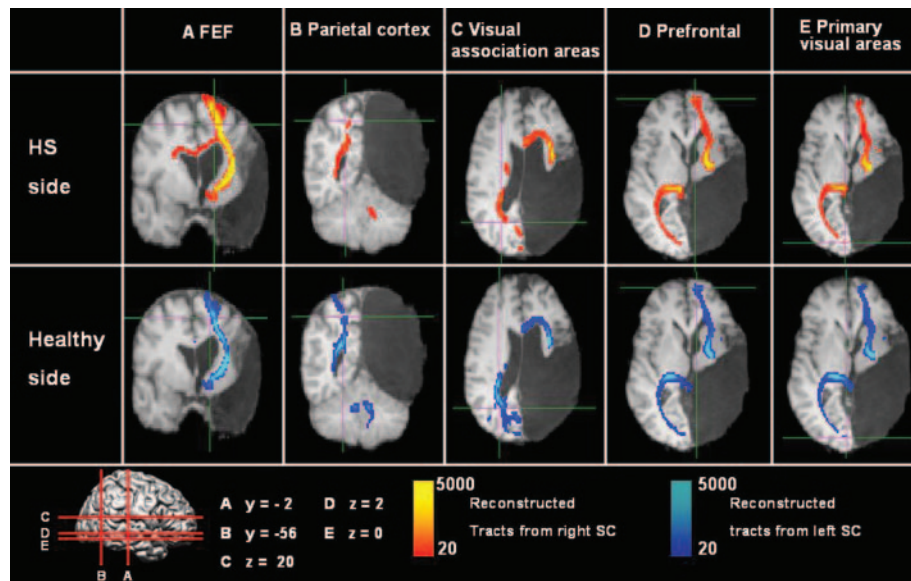 A FEF
B Parietal cortex
C Visual
association areas
D Prefrontal
E Primary
visual areas
HS
side
Healthy
side
C
D
E
B A
A y = -2 D z = 2
B y = -56 E z = 0
C z = 20
5000
Reconstructed
Tracts from right SC
20
5000
Reconstructed
tracts from left SC
20